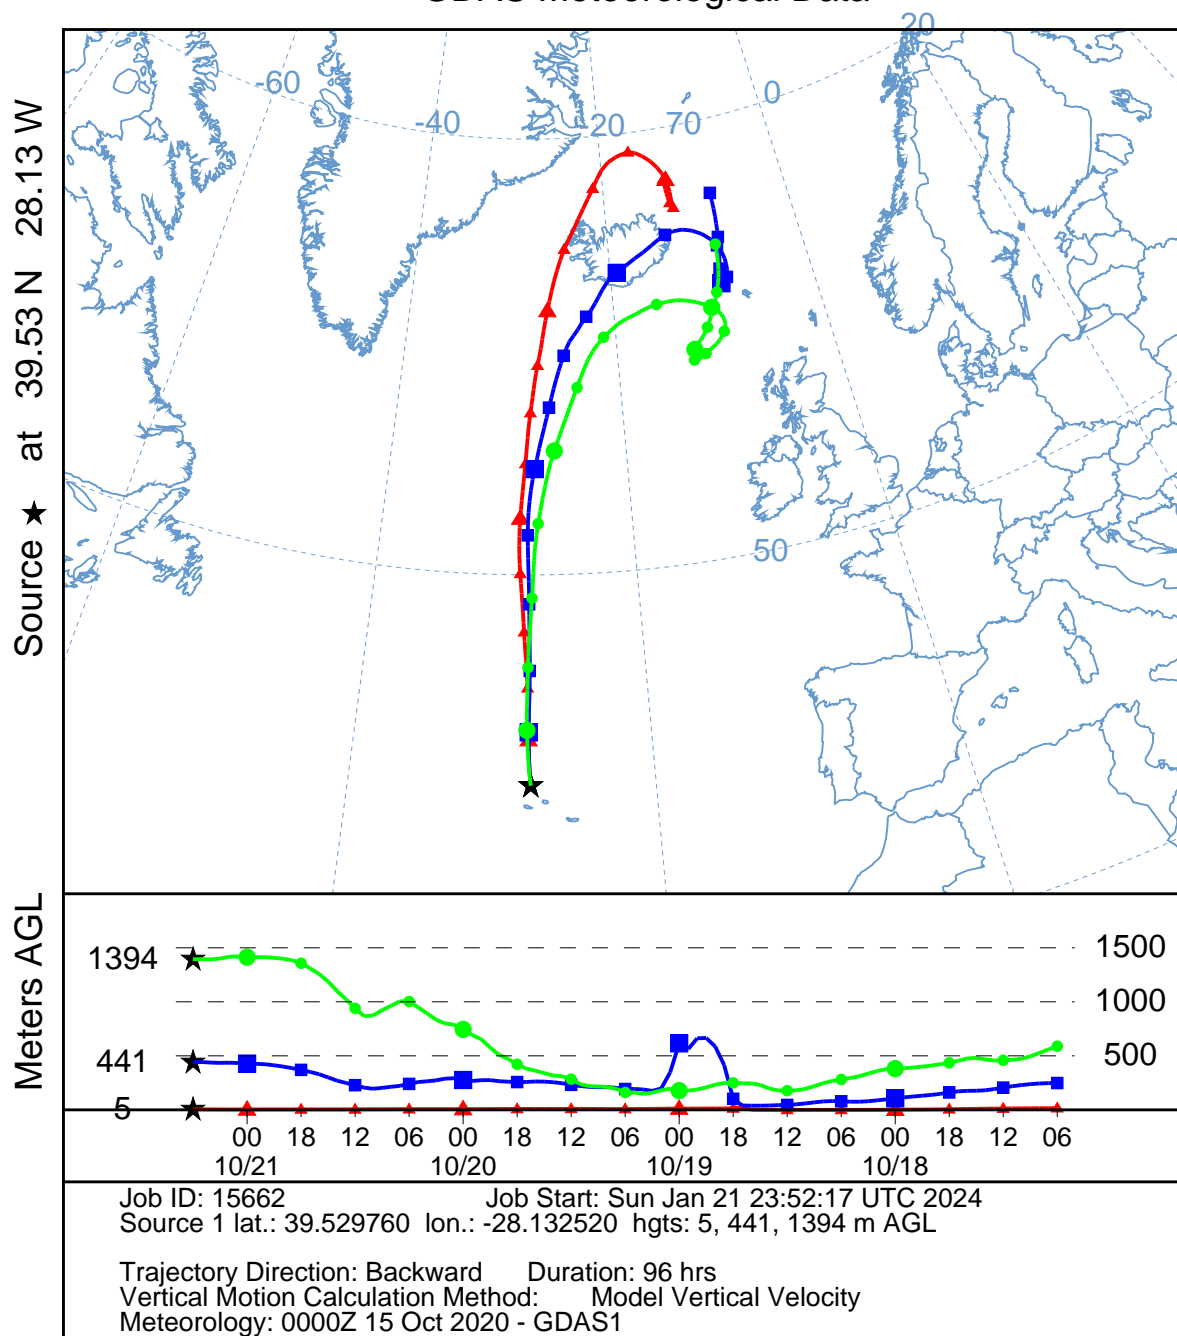 GDAS Meteorological Data
20
-60
0
-40
-20
70
50
Source ★ at 39.53 N 28.13 W
Meters AGL
1394
1500
1000
441
500
5
00 18 12 06 00 18 12 06 00 18 12 06 00 18 12 06
10/21 10/20 10/19 10/18
Job ID: 15662 Job Start: Sun Jan 21 23:52:17 UTC 2024
Source 1 lat.: 39.529760 lon.: -28.132520 hgts: 5, 441, 1394 m AGL
Trajectory Direction: Backward Duration: 96 hrs
Vertical Motion Calculation Method: Model Vertical Velocity
Meteorology: 0000Z 15 Oct 2020 - GDAS1